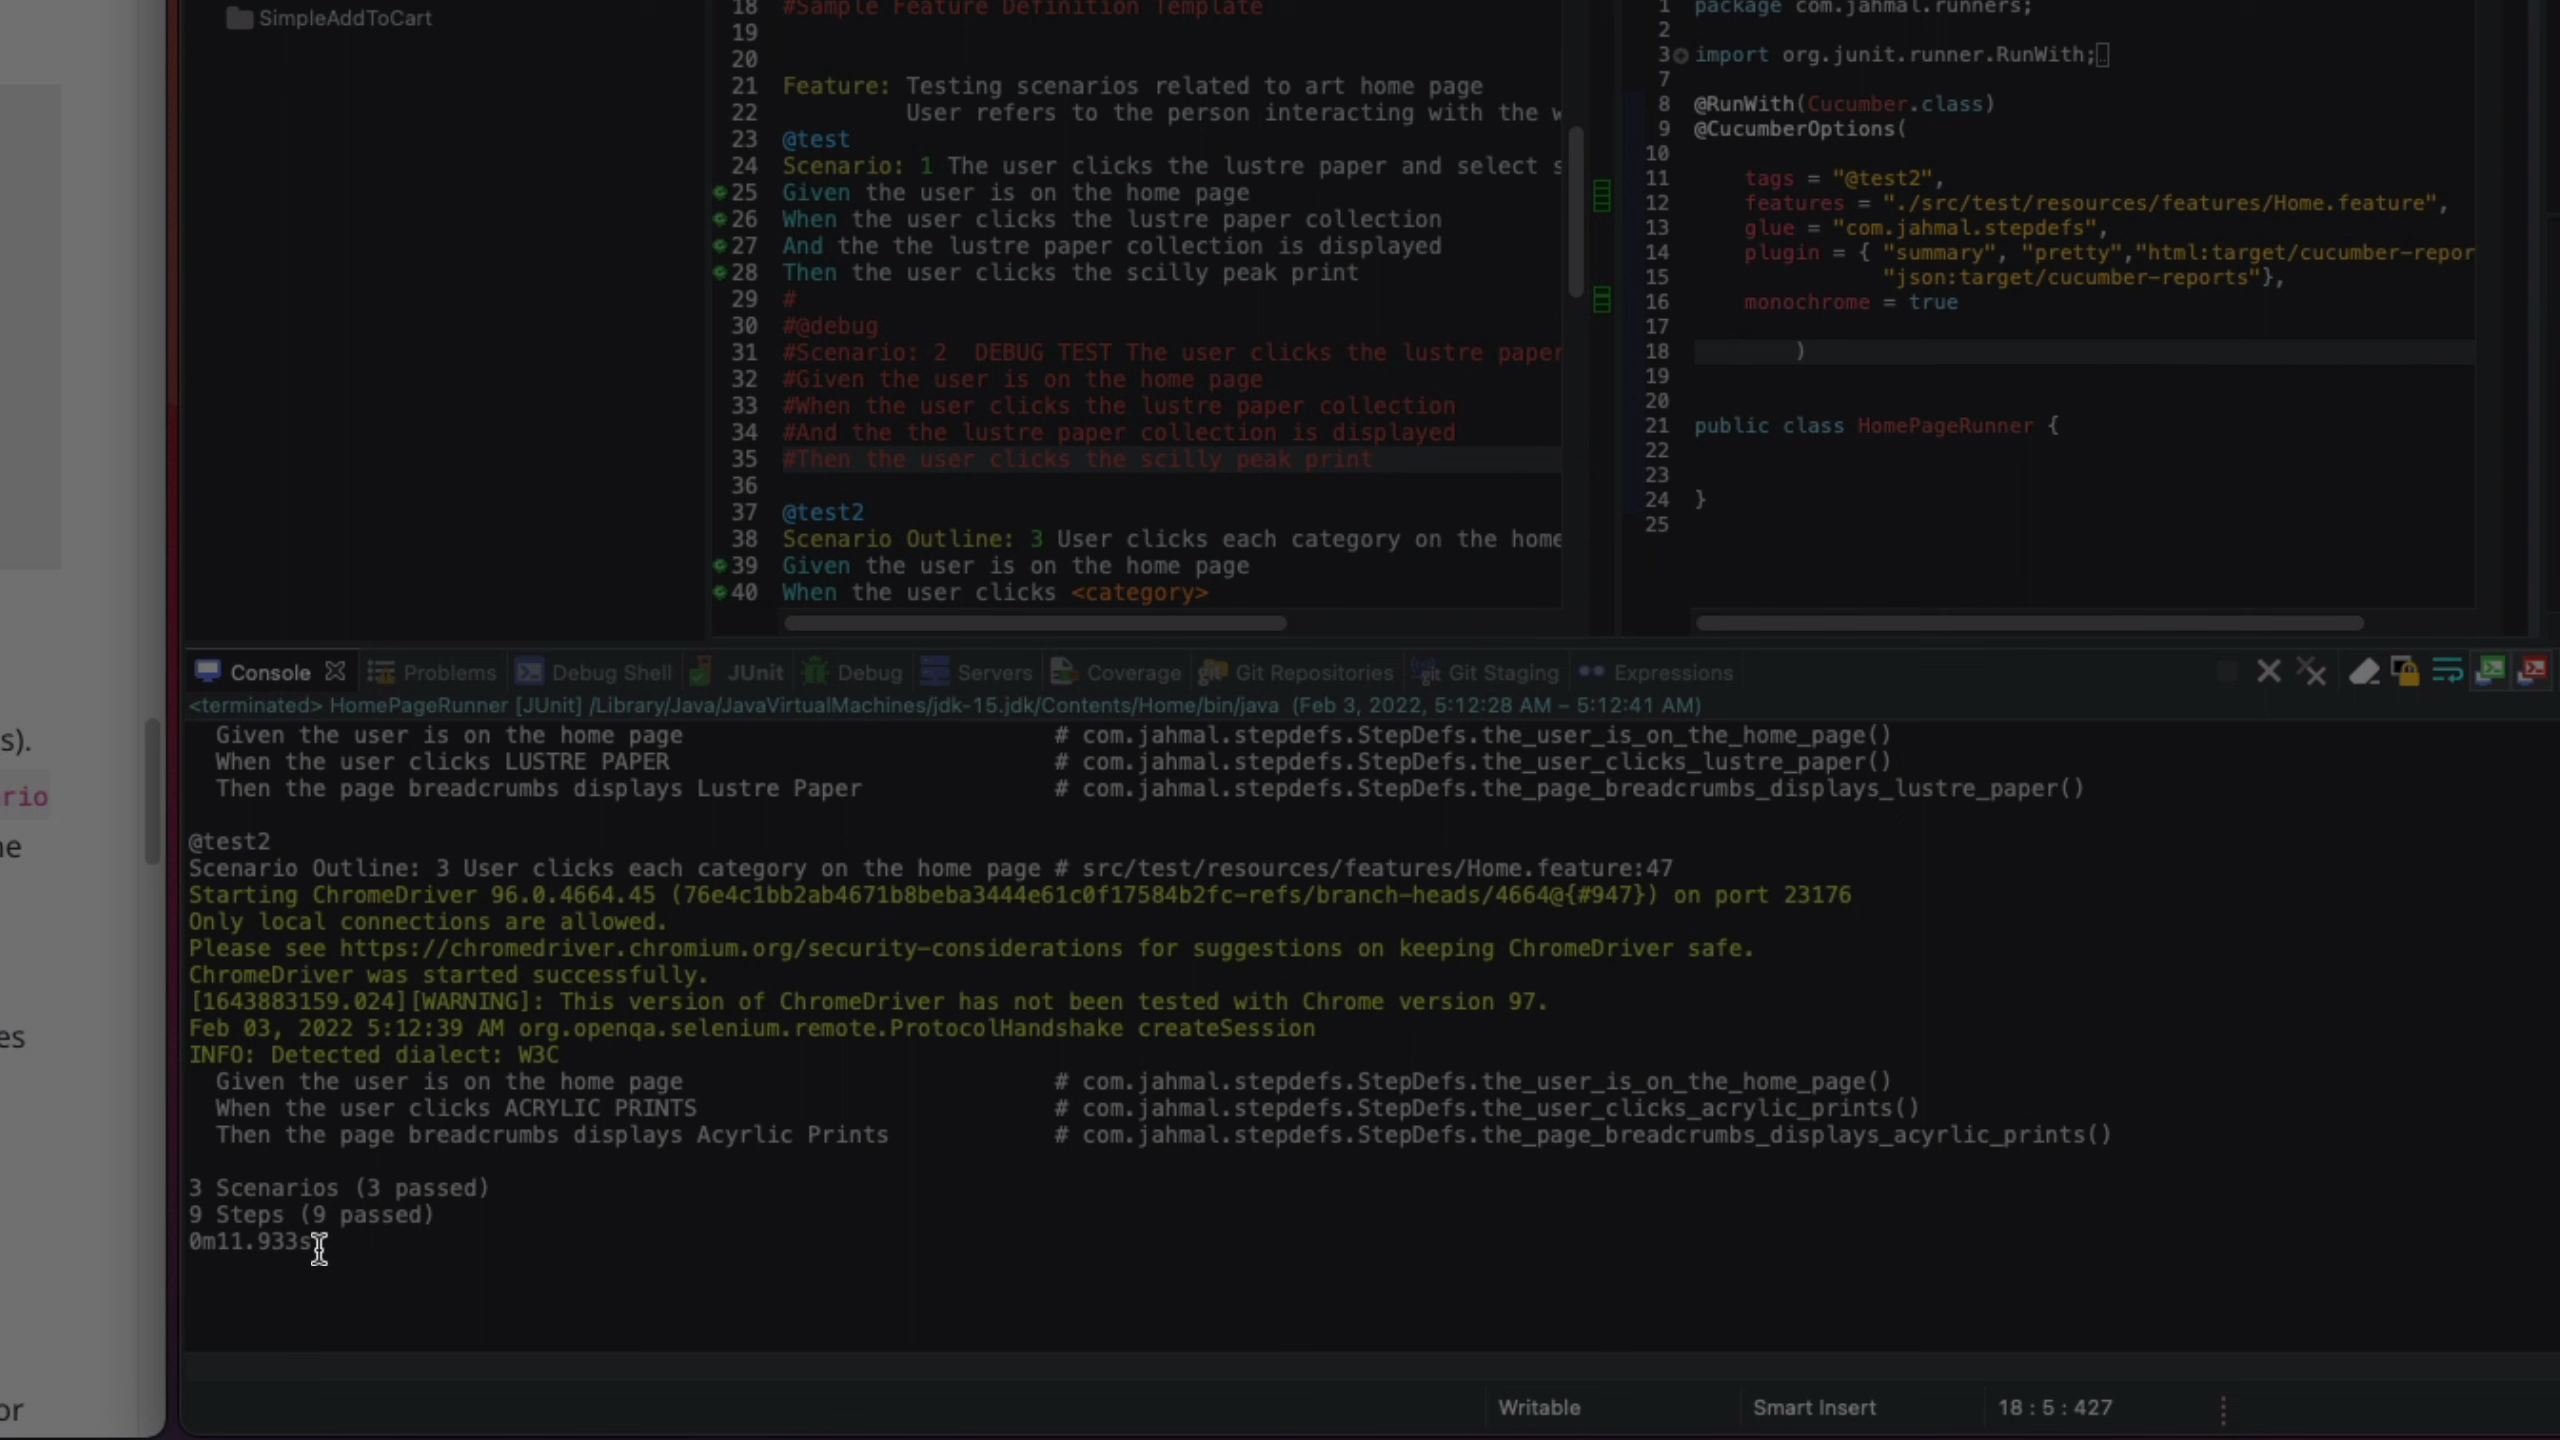 SimpleAddToCart
18 #Sample Feature Definition Template
19
20
21 Feature: Testing scenarios related to art home page
22 User refers to the person interacting with the w
23 @test
24 Scenario: 1 The user clicks the lustre paper and select s
25 Given the user is on the home page
26 When the user clicks the lustre paper collection
27 And the the lustre paper collection is displayed
28 Then the user clicks the scilly peak print
29 #
30 #@debug
31 #Scenario: 2  DEBUG TEST The user clicks the lustre paper
32 #Given the user is on the home page
33 #When the user clicks the lustre paper collection
34 #And the the lustre paper collection is displayed
35 #Then the user clicks the scilly peak print
36
37 @test2
38 Scenario Outline: 3 User clicks each category on the home
39 Given the user is on the home page
40 When the user clicks <category>
1 package com.jahmal.runners;
2
3 import org.junit.runner.RunWith;
7
8 @RunWith(Cucumber.class)
9 @CucumberOptions(
10
11 tags = "@test2",
12 features = "./src/test/resources/features/Home.feature",
13 glue = "com.jahmal.stepdefs",
14 plugin = { "summary", "pretty","html:target/cucumber-repor
15 "json:target/cucumber-reports"},
16 monochrome = true
17
18 )
19
20
21 public class HomePageRunner {
22
23
24 }
25
s).
rio
ne
es
or
Console Problems Debug Shell JUnit Debug Servers Coverage Git Repositories Git Staging Expressions
<terminated> HomePageRunner [JUnit] /Library/Java/JavaVirtualMachines/jdk-15.jdk/Contents/Home/bin/java (Feb 3, 2022, 5:12:28 AM – 5:12:41 AM)
Given the user is on the home page # com.jahmal.stepdefs.StepDefs.the_user_is_on_the_home_page()
When the user clicks LUSTRE PAPER # com.jahmal.stepdefs.StepDefs.the_user_clicks_lustre_paper()
Then the page breadcrumbs displays Lustre Paper # com.jahmal.stepdefs.StepDefs.the_page_breadcrumbs_displays_lustre_paper()
@test2
Scenario Outline: 3 User clicks each category on the home page # src/test/resources/features/Home.feature:47
Starting ChromeDriver 96.0.4664.45 (76e4c1bb2ab4671b8beba3444e61c0f17584b2fc-refs/branch-heads/4664@{#947}) on port 23176
Only local connections are allowed.
Please see https://chromedriver.chromium.org/security-considerations for suggestions on keeping ChromeDriver safe.
ChromeDriver was started successfully.
[1643883159.024][WARNING]: This version of ChromeDriver has not been tested with Chrome version 97.
Feb 03, 2022 5:12:39 AM org.openqa.selenium.remote.ProtocolHandshake createSession
INFO: Detected dialect: W3C
Given the user is on the home page # com.jahmal.stepdefs.StepDefs.the_user_is_on_the_home_page()
When the user clicks ACRYLIC PRINTS # com.jahmal.stepdefs.StepDefs.the_user_clicks_acrylic_prints()
Then the page breadcrumbs displays Acyrlic Prints # com.jahmal.stepdefs.StepDefs.the_page_breadcrumbs_displays_acyrlic_prints()
3 Scenarios (3 passed)
9 Steps (9 passed)
0m11.933s
Writable Smart Insert 18 : 5 : 427